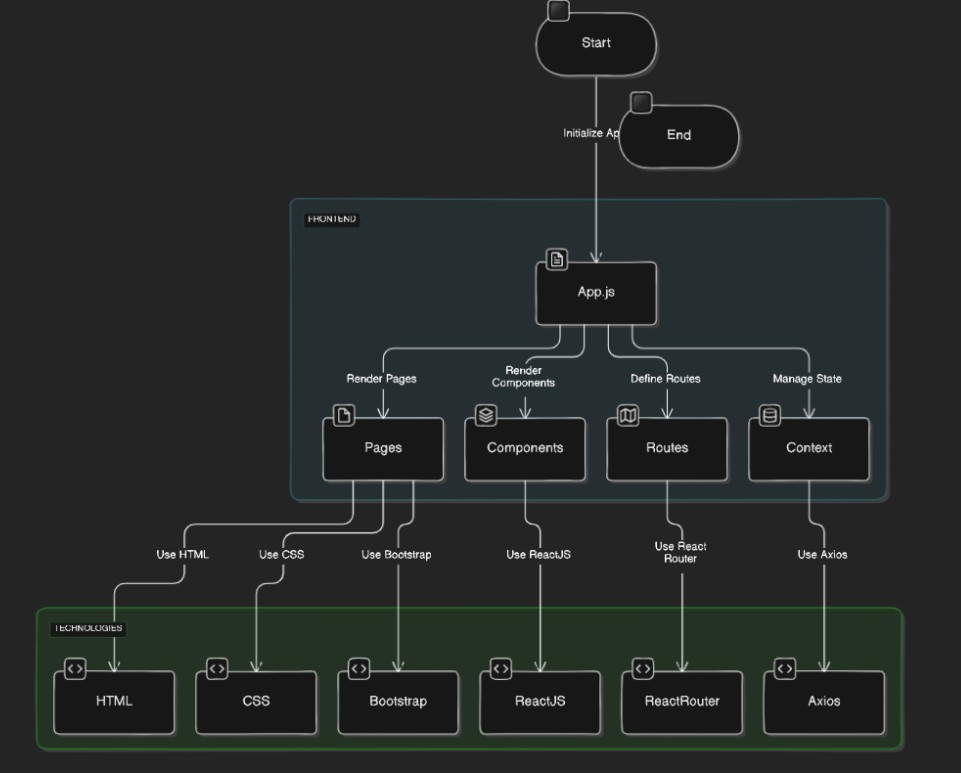 Start
Initialize Ap
End
FRONTEND
App.js
Render Pages
Render
Components
Define Routes
Manage State
Pages
Components
Routes
Context
Use HTML
Use CSS
Use Bootstrap
Use ReactJS
Use React
Router
Use Axios
TECHNOLOGIES
HTML
CSS
Bootstrap
ReactJS
ReactRouter
Axios